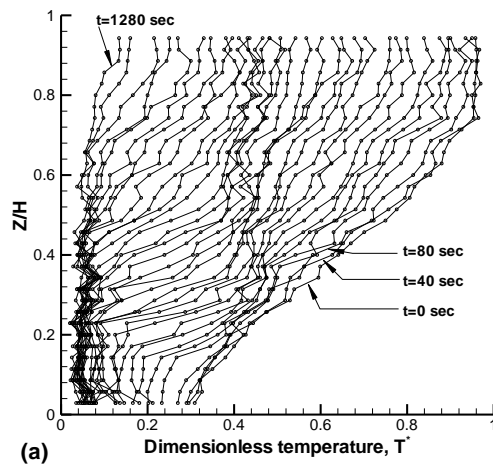 t=1280 sec
1
0.8
0.6
0.4
0.2
0
Z/H
t=80 sec
t=40 sec
t=0 sec
0 0.2 0.4 0.6 0.8 1
(a) Dimensionless temperature, T*